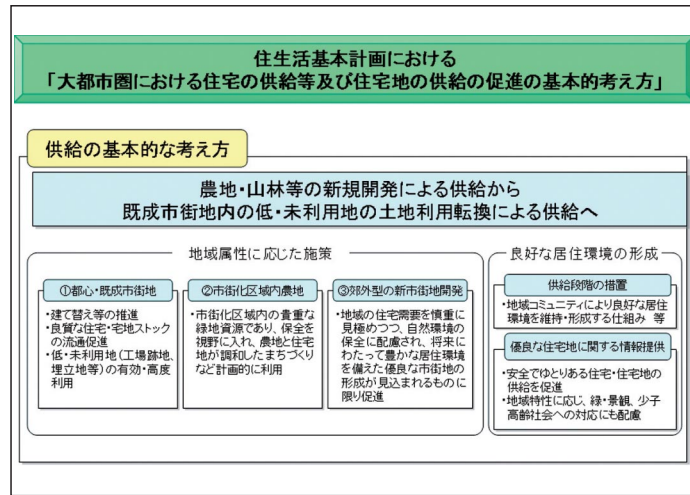 住生活基本計画における
「大都市圏における住宅の供給等及び住宅地の供給の促進の基本的考え方」
供給の基本的な考え方
農地・山林等の新規開発による供給から
既成市街地内の低・未利用地の土地利用転換による供給へ
地域属性に応じた施策
①都心・既成市街地
・建て替え等の推進
・良質な住宅・宅地ストック
の流通促進
・低・未利用地(工場跡地、
埋立地等)の有効・高度
利用
②市街化区域内農地
・市街化区域内の貴重な
緑地資源であり、保全を
視野に入れ、農地と住宅
地が調和したまちづくり
など計画的に利用
③郊外型の新市街地開発
・地域の住宅需要を慎重に
見極めつつ、自然環境の
保全に配慮され、将来に
わたって豊かな居住環境
を備えた優良な市街地の
形成が見込まれるものに
限り促進
良好な居住環境の形成
供給段階の措置
・地域コミュニティにより良好な居住
環境を維持・形成する仕組み 等
優良な住宅地に関する情報提供
・安全でゆとりある住宅・住宅地の
供給を促進
・地域特性に応じ、緑・景観、少子
高齢社会への対応にも配慮